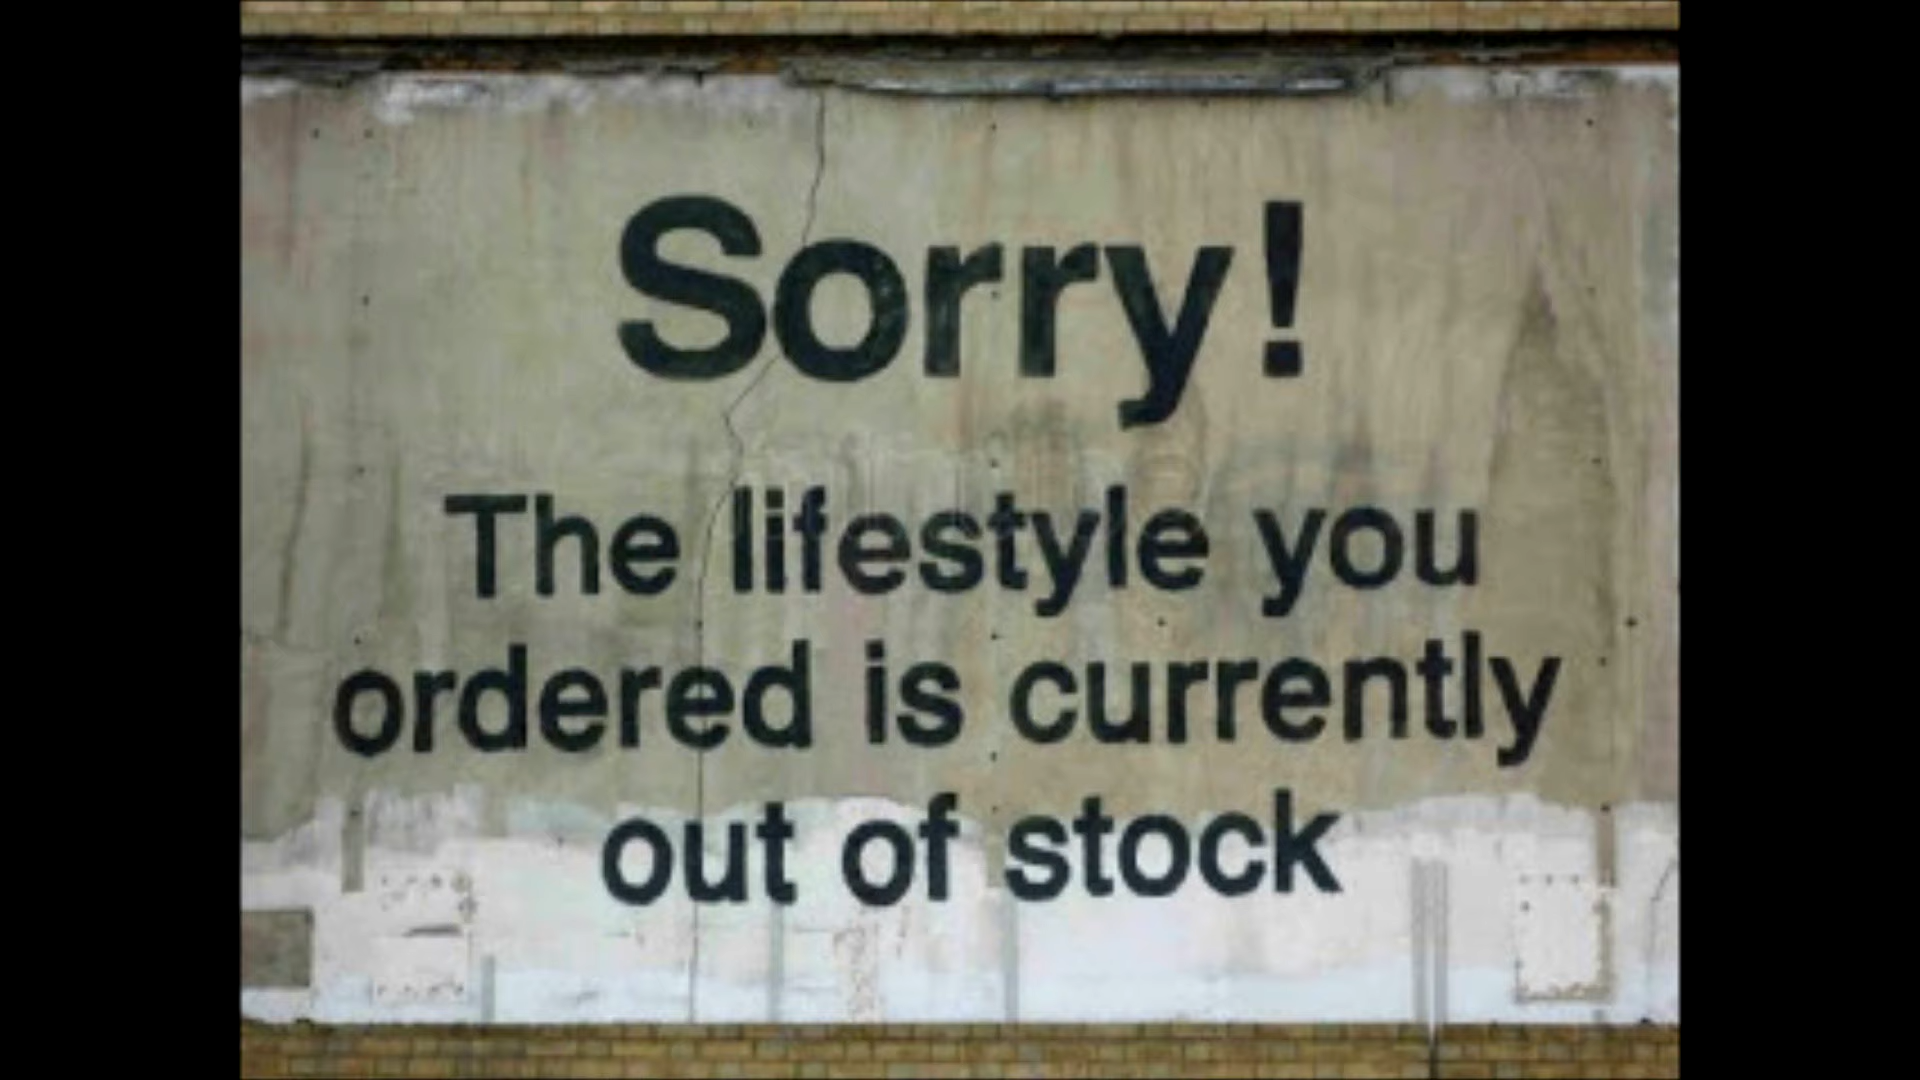 Sorry!
The lifestyle you
ordered is currently
out of stock